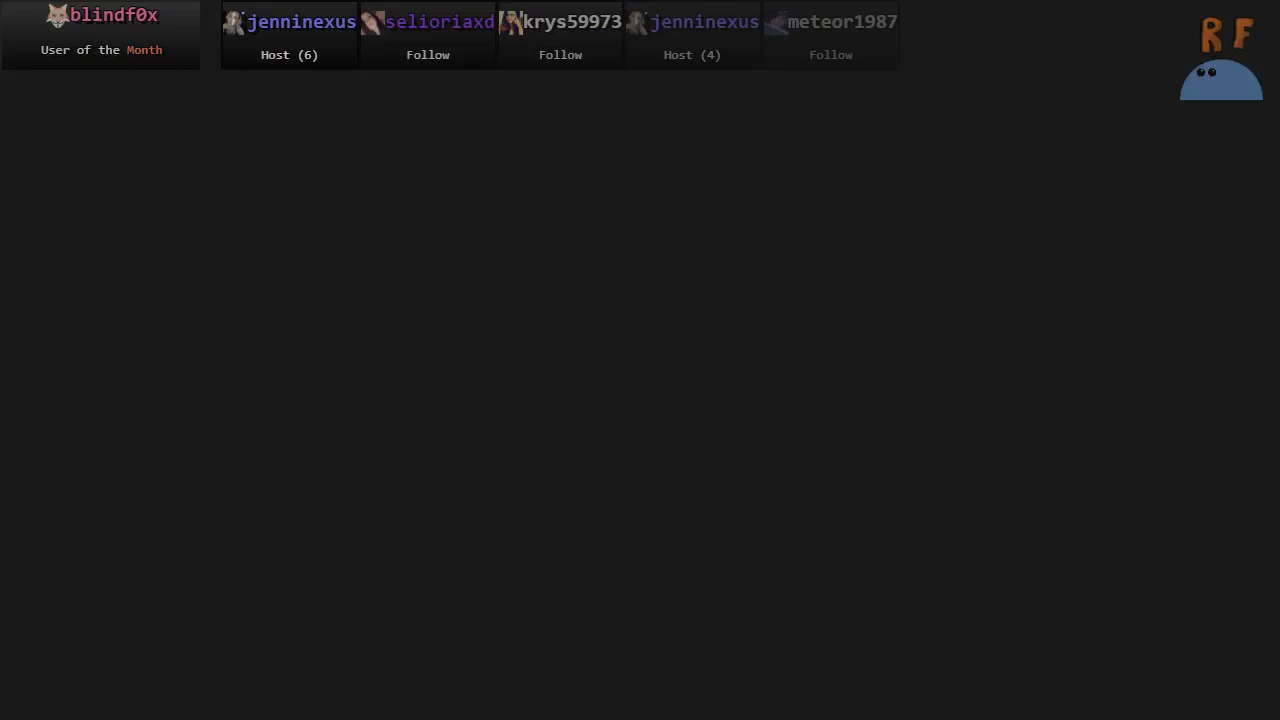 blindf0x
User of the Month
jenninexus
Host (6)
selioriaxd
Follow
krys59973
Follow
jenninexus
Host (4)
meteor1987
Follow
R F